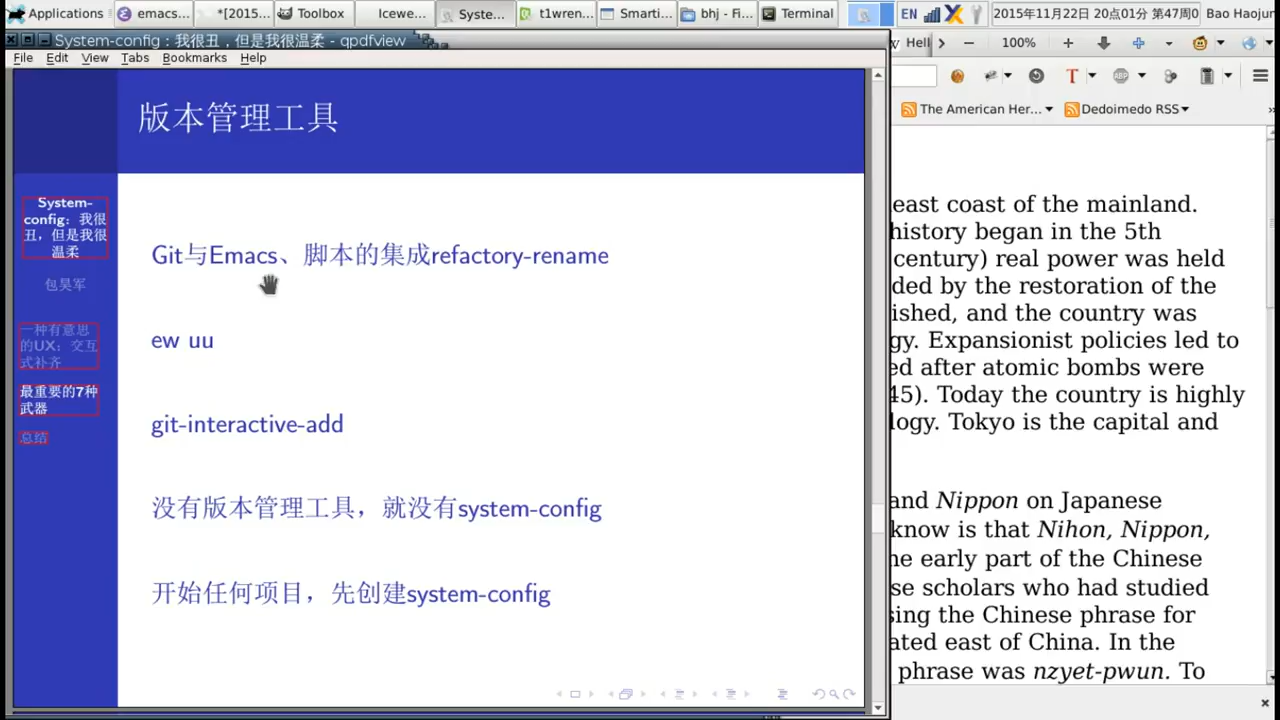 Applications
emacs...
*[2015...
Toolbox
Icewe...
Syste...
t1wren...
Smarti...
bhj - Fi...
Terminal
EN
2015年11月22日 20点01分 第47周0
Bao Haojun
System-config：我很丑，但是我很温柔 - qpdfview
File Edit View Tabs Bookmarks Help
版本管理工具
System-
config：我很
丑，但是我很
温柔
包昊军
一种有意思
的UX：交互
式补齐
最重要的7种
武器
总结
Git与Emacs、脚本的集成refactory-rename
ew uu
git-interactive-add
没有版本管理工具，就没有system-config
开始任何项目，先创建system-config
Hell
100%
ABP
The American Her...
Dedoimedo RSS
east coast of the mainland.
history began in the 5th
century) real power was held
ded by the restoration of the
ished, and the country was
gy. Expansionist policies led to
ed after atomic bombs were
45). Today the country is highly
logy. Tokyo is the capital and
and Nippon on Japanese
know is that Nihon, Nippon,
he early part of the Chinese
se scholars who had studied
sing the Chinese phrase for
ated east of China. In the
phrase was nzyet-pwun. To